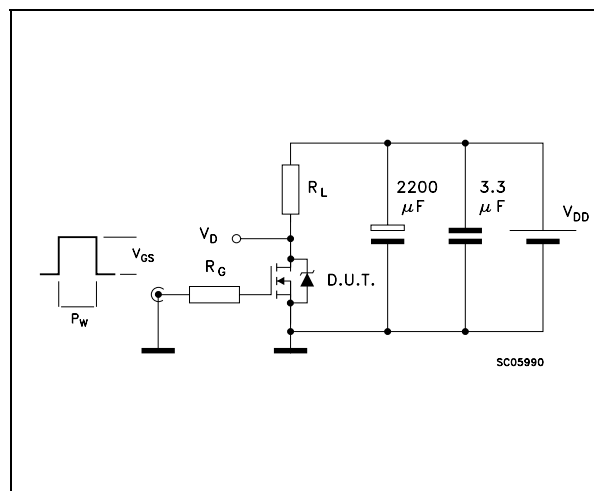 R_L
2200
μF
3.3
μF
V_DD
V_D
V_GS
R_G
D.U.T.
P_W
SC05990